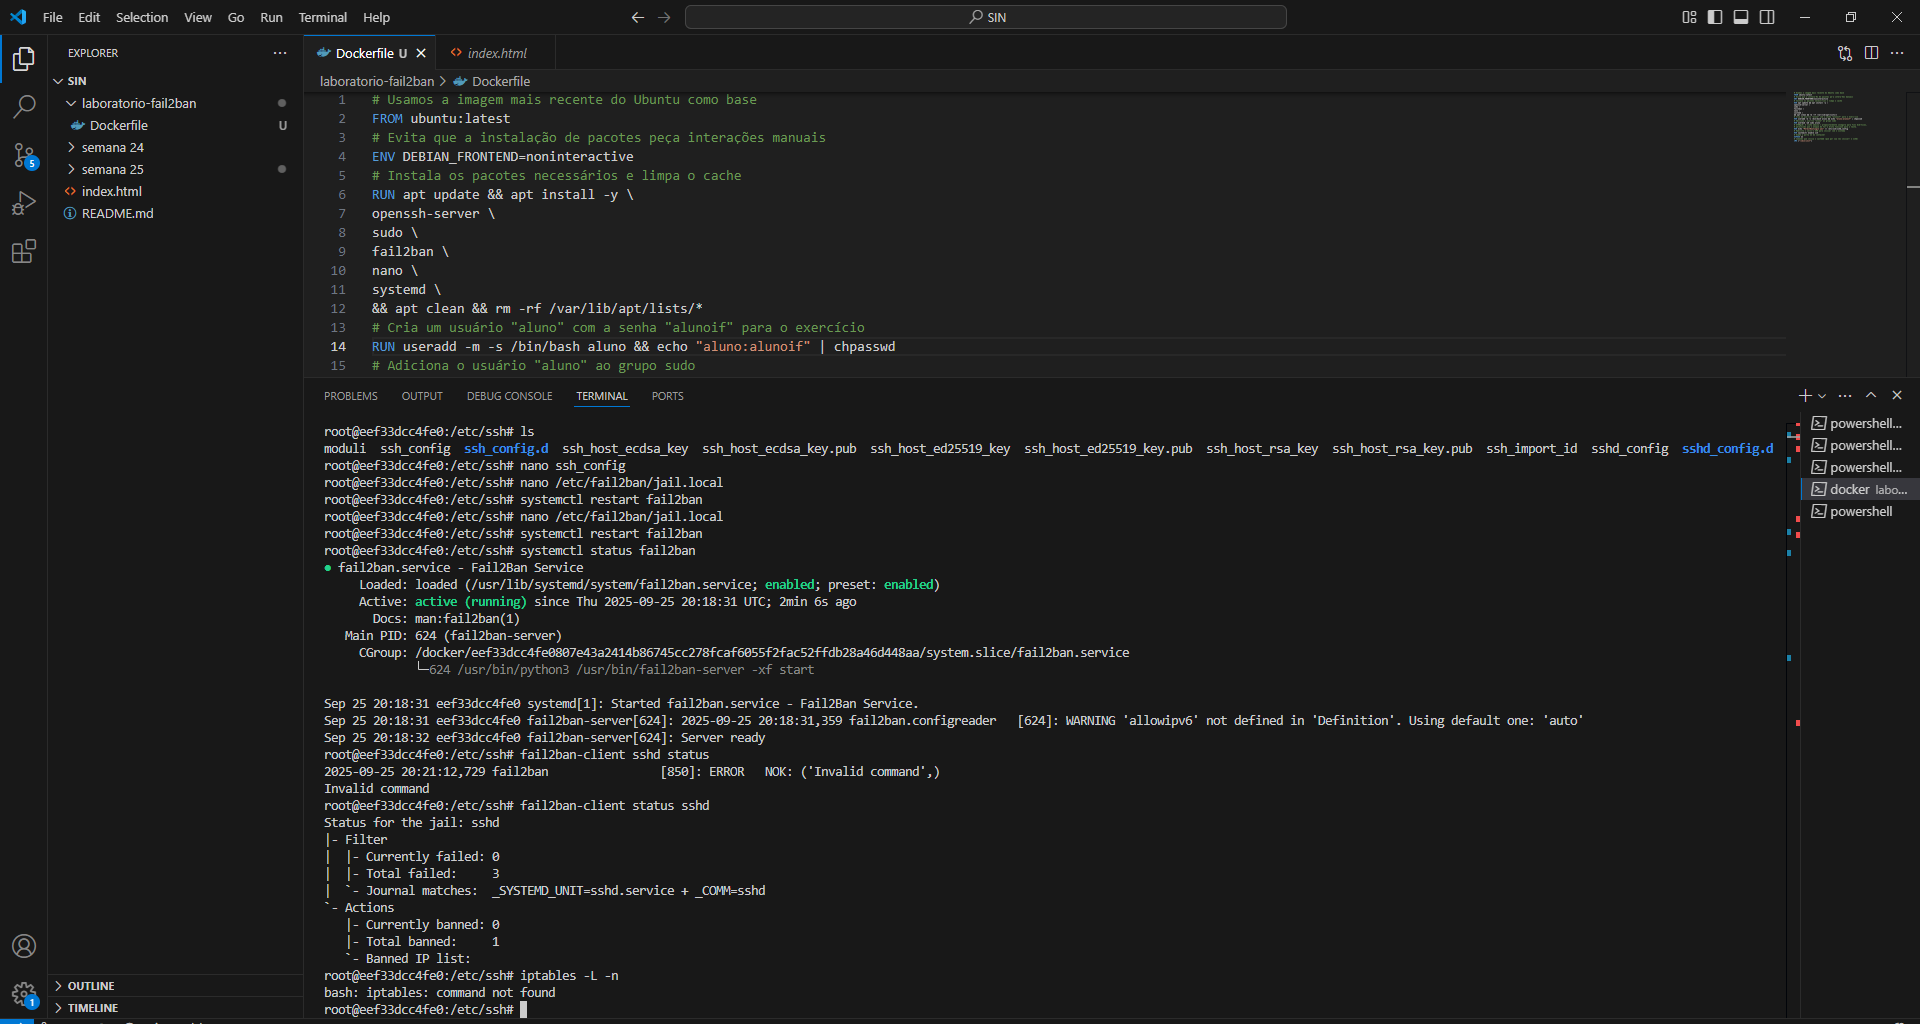 File Edit Selection View Go Run Terminal Help
SIN
EXPLORER
SIN
laboratorio-fail2ban
Dockerfile U
semana 24
semana 25
index.html
README.md
5
1
OUTLINE
TIMELINE
Dockerfile U
index.html
laboratorio-fail2ban > Dockerfile
1 # Usamos a imagem mais recente do Ubuntu como base
2 FROM ubuntu:latest
3 # Evita que a instalação de pacotes peça interações manuais
4 ENV DEBIAN_FRONTEND=noninteractive
5 # Instala os pacotes necessários e limpa o cache
6 RUN apt update && apt install -y \
7 openssh-server \
8 sudo \
9 fail2ban \
10 nano \
11 systemd \
12 && apt clean && rm -rf /var/lib/apt/lists/*
13 # Cria um usuário "aluno" com a senha "alunoif" para o exercício
14 RUN useradd -m -s /bin/bash aluno && echo "aluno:alunoif" | chpasswd
15 # Adiciona o usuário "aluno" ao grupo sudo
PROBLEMS OUTPUT DEBUG CONSOLE TERMINAL PORTS
root@eef33dcc4fe0:/etc/ssh# ls
moduli ssh_config ssh_config.d ssh_host_ecdsa_key ssh_host_ecdsa_key.pub ssh_host_ed25519_key ssh_host_ed25519_key.pub ssh_host_rsa_key ssh_host_rsa_key.pub ssh_import_id sshd_config sshd_config.d
root@eef33dcc4fe0:/etc/ssh# nano ssh_config
root@eef33dcc4fe0:/etc/ssh# nano /etc/fail2ban/jail.local
root@eef33dcc4fe0:/etc/ssh# systemctl restart fail2ban
root@eef33dcc4fe0:/etc/ssh# nano /etc/fail2ban/jail.local
root@eef33dcc4fe0:/etc/ssh# systemctl restart fail2ban
root@eef33dcc4fe0:/etc/ssh# systemctl status fail2ban
● fail2ban.service - Fail2Ban Service
Loaded: loaded (/usr/lib/systemd/system/fail2ban.service; enabled; preset: enabled)
Active: active (running) since Thu 2025-09-25 20:18:31 UTC; 2min 6s ago
Docs: man:fail2ban(1)
Main PID: 624 (fail2ban-server)
CGroup: /docker/eef33dcc4fe0807e43a2414b86745cc278fcaf6055f2fac52ffdb28a46d448aa/system.slice/fail2ban.service
└─624 /usr/bin/python3 /usr/bin/fail2ban-server -xf start
Sep 25 20:18:31 eef33dcc4fe0 systemd[1]: Started fail2ban.service - Fail2Ban Service.
Sep 25 20:18:31 eef33dcc4fe0 fail2ban-server[624]: 2025-09-25 20:18:31,359 fail2ban.configreader [624]: WARNING 'allowipv6' not defined in 'Definition'. Using default one: 'auto'
Sep 25 20:18:32 eef33dcc4fe0 fail2ban-server[624]: Server ready
root@eef33dcc4fe0:/etc/ssh# fail2ban-client sshd status
2025-09-25 20:21:12,729 fail2ban [850]: ERROR NOK: ('Invalid command',)
Invalid command
root@eef33dcc4fe0:/etc/ssh# fail2ban-client status sshd
Status for the jail: sshd
|- Filter
| |- Currently failed: 0
| |- Total failed: 3
| `- Journal matches: _SYSTEMD_UNIT=sshd.service + _COMM=sshd
`- Actions
|- Currently banned: 0
|- Total banned: 1
`- Banned IP list:
root@eef33dcc4fe0:/etc/ssh# iptables -L -n
bash: iptables: command not found
root@eef33dcc4fe0:/etc/ssh#
powershell...
powershell...
powershell...
docker labo...
powershell